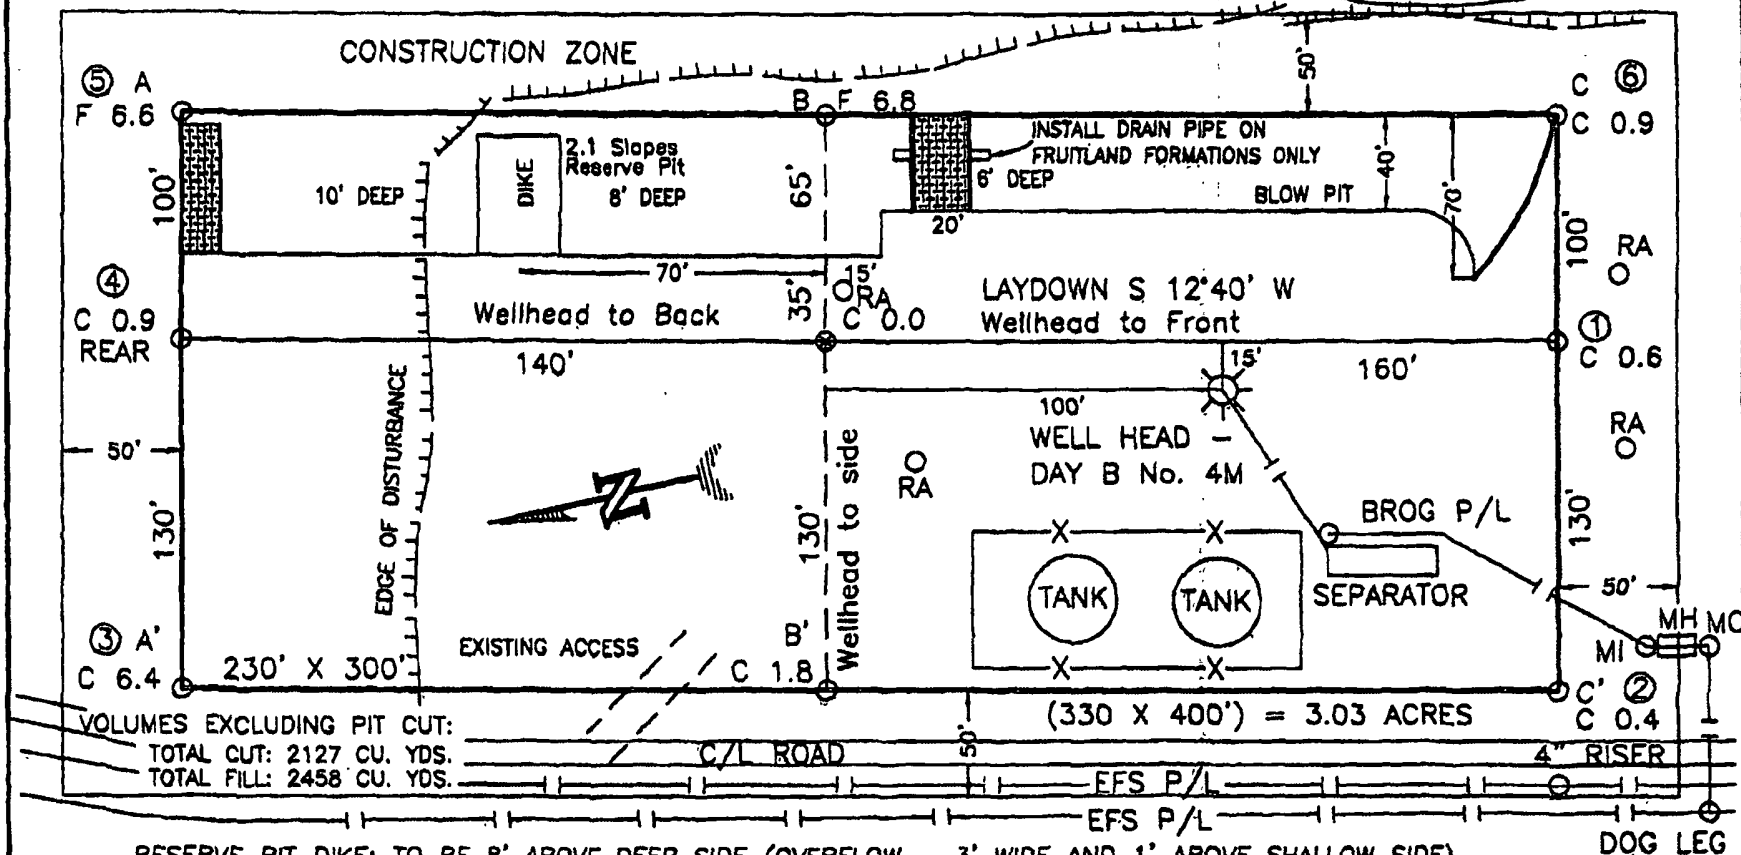 CONSTRUCTION ZONE
50'
⑤ A
F 6.6
B F 6.8
C ⑥
C 0.9
100'
10' DEEP
DIKE
2.1 Slopes
Reserve Pit
8' DEEP
65'
INSTALL DRAIN PIPE ON
FRUITLAND FORMATIONS ONLY
6' DEEP
20'
BLOW PIT
40'
70'
100'
RA
④
C 0.9
REAR
70'
15'
RA
35'
Wellhead to Back
C 0.0
LAYDOWN S 12°40' W
Wellhead to Front
①
C 0.6
140'
15'
160'
100'
50'
EDGE OF DISTURBANCE
130'
N
130'
Wellhead to side
RA
WELL HEAD -
DAY B No. 4M
RA
BROG P/L
130'
TANK
TANK
SEPARATOR
50'
MH
MI
③ A'
C 6.4
230' X 300'
EXISTING ACCESS
B'
C 1.8
C' ②
C 0.4
(330 X 400') = 3.03 ACRES
VOLUMES EXCLUDING PIT CUT:
TOTAL CUT: 2127 CU. YDS.
TOTAL FILL: 2458 CU. YDS.
C/L ROAD
50'
4" RISER
EFS P/L
EFS P/L
DOG LEG
RESERVE PIT DIKE: TO BE 8' ABOVE DEEP SIDE (OVERFLOW - 3' WIDE AND 1' ABOVE SHALLOW SIDE)